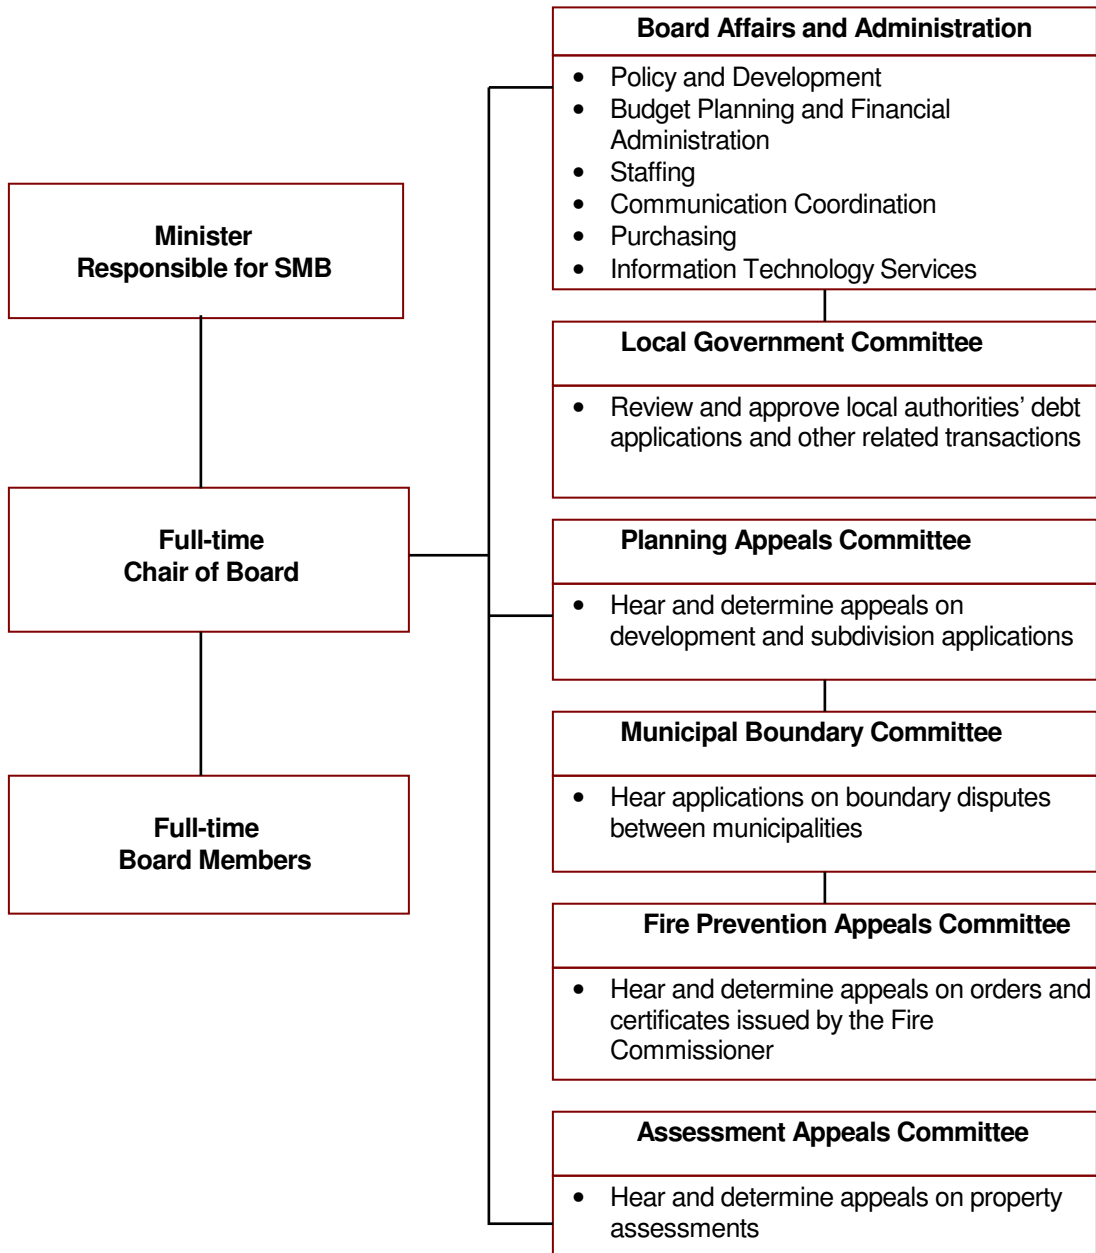 Minister
Responsible for SMB
Full-time
Chair of Board
Full-time
Board Members
Board Affairs and Administration
• Policy and Development
• Budget Planning and Financial
Administration
• Staffing
• Communication Coordination
• Purchasing
• Information Technology Services
Local Government Committee
• Review and approve local authorities’ debt
applications and other related transactions
Planning Appeals Committee
• Hear and determine appeals on
development and subdivision applications
Municipal Boundary Committee
• Hear applications on boundary disputes
between municipalities
Fire Prevention Appeals Committee
• Hear and determine appeals on orders and
certificates issued by the Fire
Commissioner
Assessment Appeals Committee
• Hear and determine appeals on property
assessments